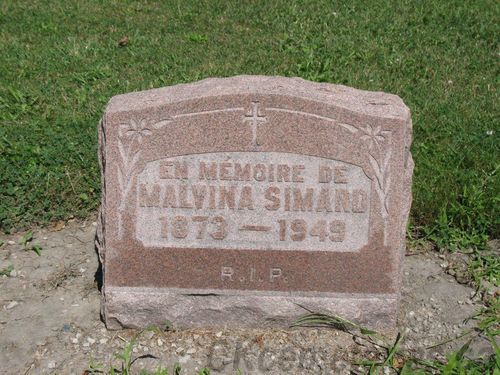 EN MÉMOIRE DE
MALVINA SIMARD
1873 — 1949
R.I.P.